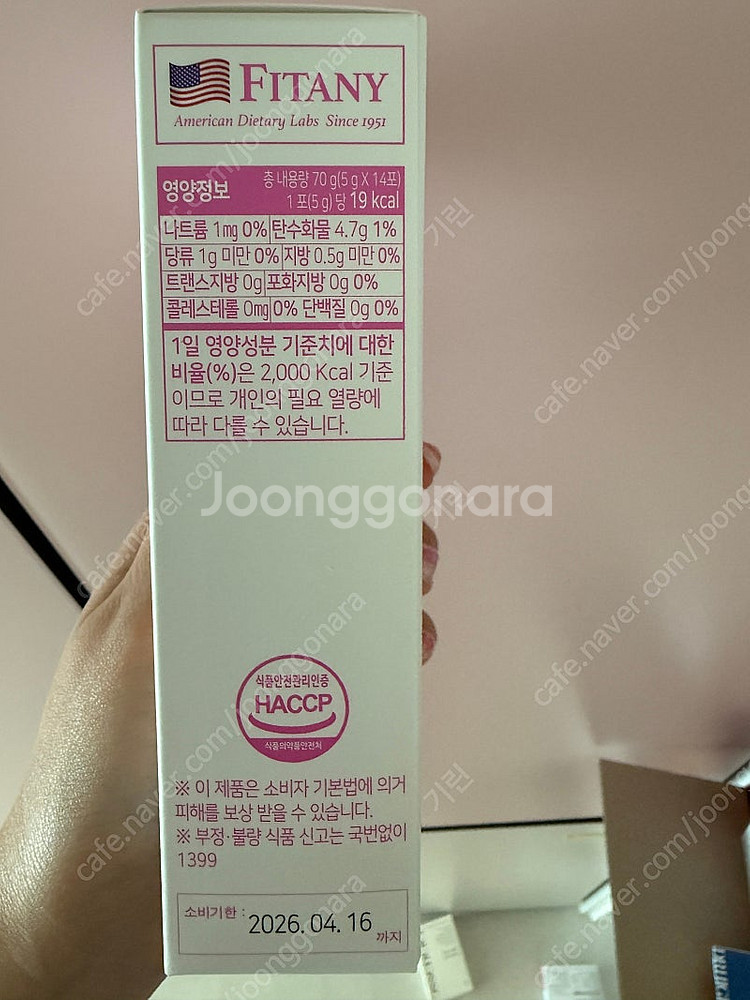 FITANY
American Dietary Labs Since 1951
영양정보
총 내용량 70 g(5 g X 14포)
1 포(5 g) 당 19 kcal
나트륨 1mg 0% 탄수화물 4.7g 1%
당류 1g 미만 0% 지방 0.5g 미만 0%
트랜스지방 0g 포화지방 0g 0%
콜레스테롤 0mg 0% 단백질 0g 0%
1일 영양성분 기준치에 대한
비율(%)은 2,000 Kcal 기준
이므로 개인의 필요 열량에
따라 다를 수 있습니다.
Joonggonara
식품안전관리인증
HACCP
식품의약품안전처
※ 이 제품은 소비자 기본법에 의거
피해를 보상 받을 수 있습니다.
※ 부정·불량 식품 신고는 국번없이
1399
소비기한 : 2026. 04. 16 까지
cafe.naver.com/joonggonara
기린